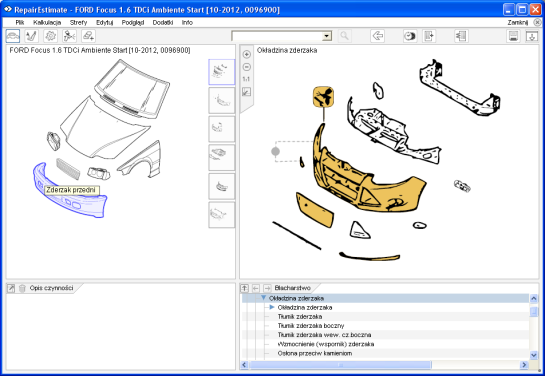 RepairEstimate - FORD Focus 1.6 TDCi Ambiente Start [10-2012, 0096900]
Plik Kalkulacja Strefy Edytuj Podgląd Dodatki Info Zamknij
FORD Focus 1.6 TDCi Ambiente Start [10-2012, 0096900]
Okładzina zderzaka
1:1
Zderzak przedni
Opis czynności
Blacharstwo
Okładzina zderzaka
Okładzina zderzaka
Tłumik zderzaka
Tłumik zderzaka boczny
Tłumik zderzaka wew. cz.boczna
Wzmocnienie (wspornik) zderzaka
Osłona przeciw kamieniom